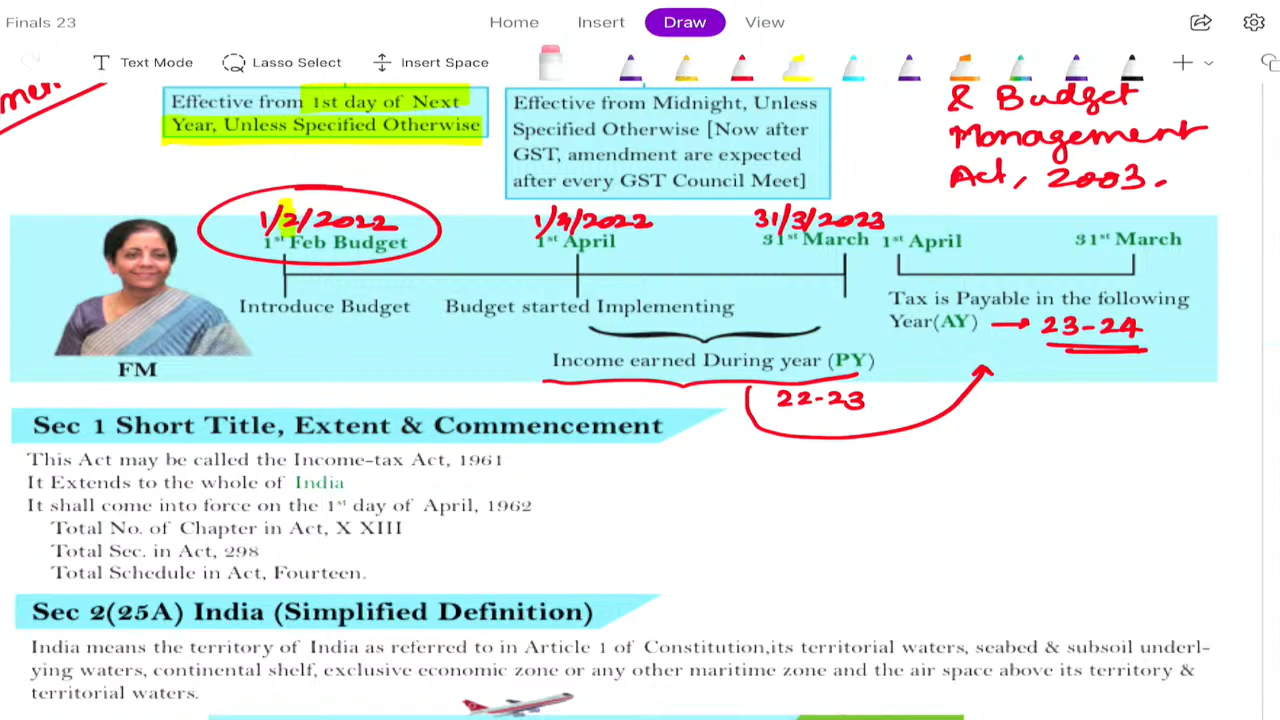 Finals 23
Home Insert Draw View
Text Mode Lasso Select Insert Space
Effective from 1st day of Next
Year, Unless Specified Otherwise
Effective from Midnight, Unless
Specified Otherwise [Now after
GST, amendment are expected
after every GST Council Meet]
& Budget
Management
Act, 2003.
1/2/2022 1/4/2022 31/3/2023
1st Feb Budget 1st April 31st March 1st April 31st March
Introduce Budget Budget started Implementing
Tax is Payable in the following
Year(AY) → 23-24
Income earned During year (PY)
FM
22-23
Sec 1 Short Title, Extent & Commencement
This Act may be called the Income-tax Act, 1961
It Extends to the whole of India
It shall come into force on the 1st day of April, 1962
Total No. of Chapter in Act, X XIII
Total Sec. in Act, 298
Total Schedule in Act, Fourteen.
Sec 2(25A) India (Simplified Definition)
India means the territory of India as referred to in Article 1 of Constitution,its territorial waters, seabed & subsoil underl-
ying waters, continental shelf, exclusive economic zone or any other maritime zone and the air space above its territory &
territorial waters.